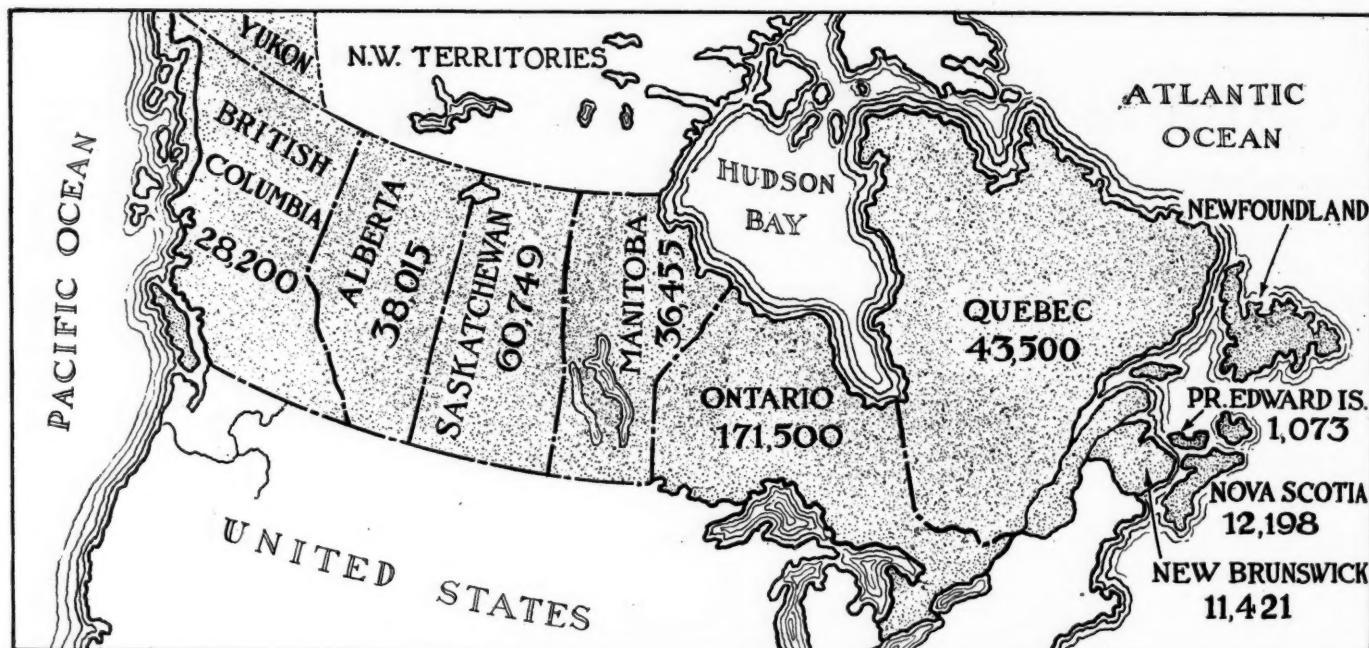 YUKON
N.W. TERRITORIES
ATLANTIC
OCEAN
PACIFIC OCEAN
BRITISH
COLUMBIA
28,200
ALBERTA
38,015
SASKATCHEWAN
60,749
MANITOBA
36,455
HUDSON
BAY
NEWFOUNDLAND
QUEBEC
43,500
ONTARIO
171,500
PR. EDWARD IS.
1,073
NOVA SCOTIA
12,198
NEW BRUNSWICK
11,421
UNITED STATES